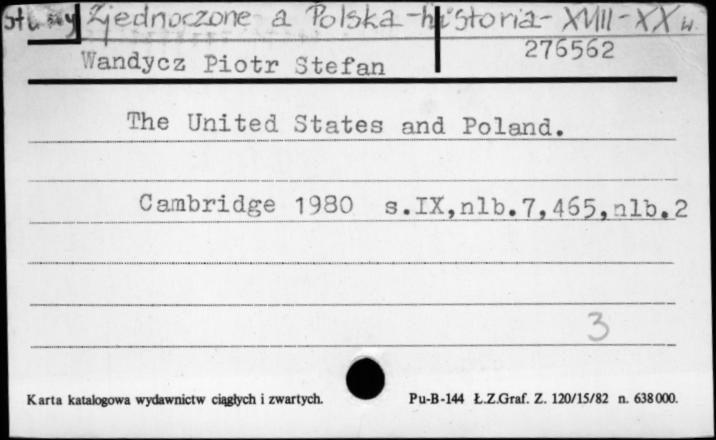 Stany Zjednoczone a Polska-historia-XVIII-XX w.
Wandycz Piotr Stefan 276562
The United States and Poland.
Cambridge 1980 s.IX,nlb.7,465,nlb.2
3
Karta katalogowa wydawnictw ciągłych i zwartych. Pu-B-144 Ł.Z.Graf. Z. 120/15/82 n. 638000.